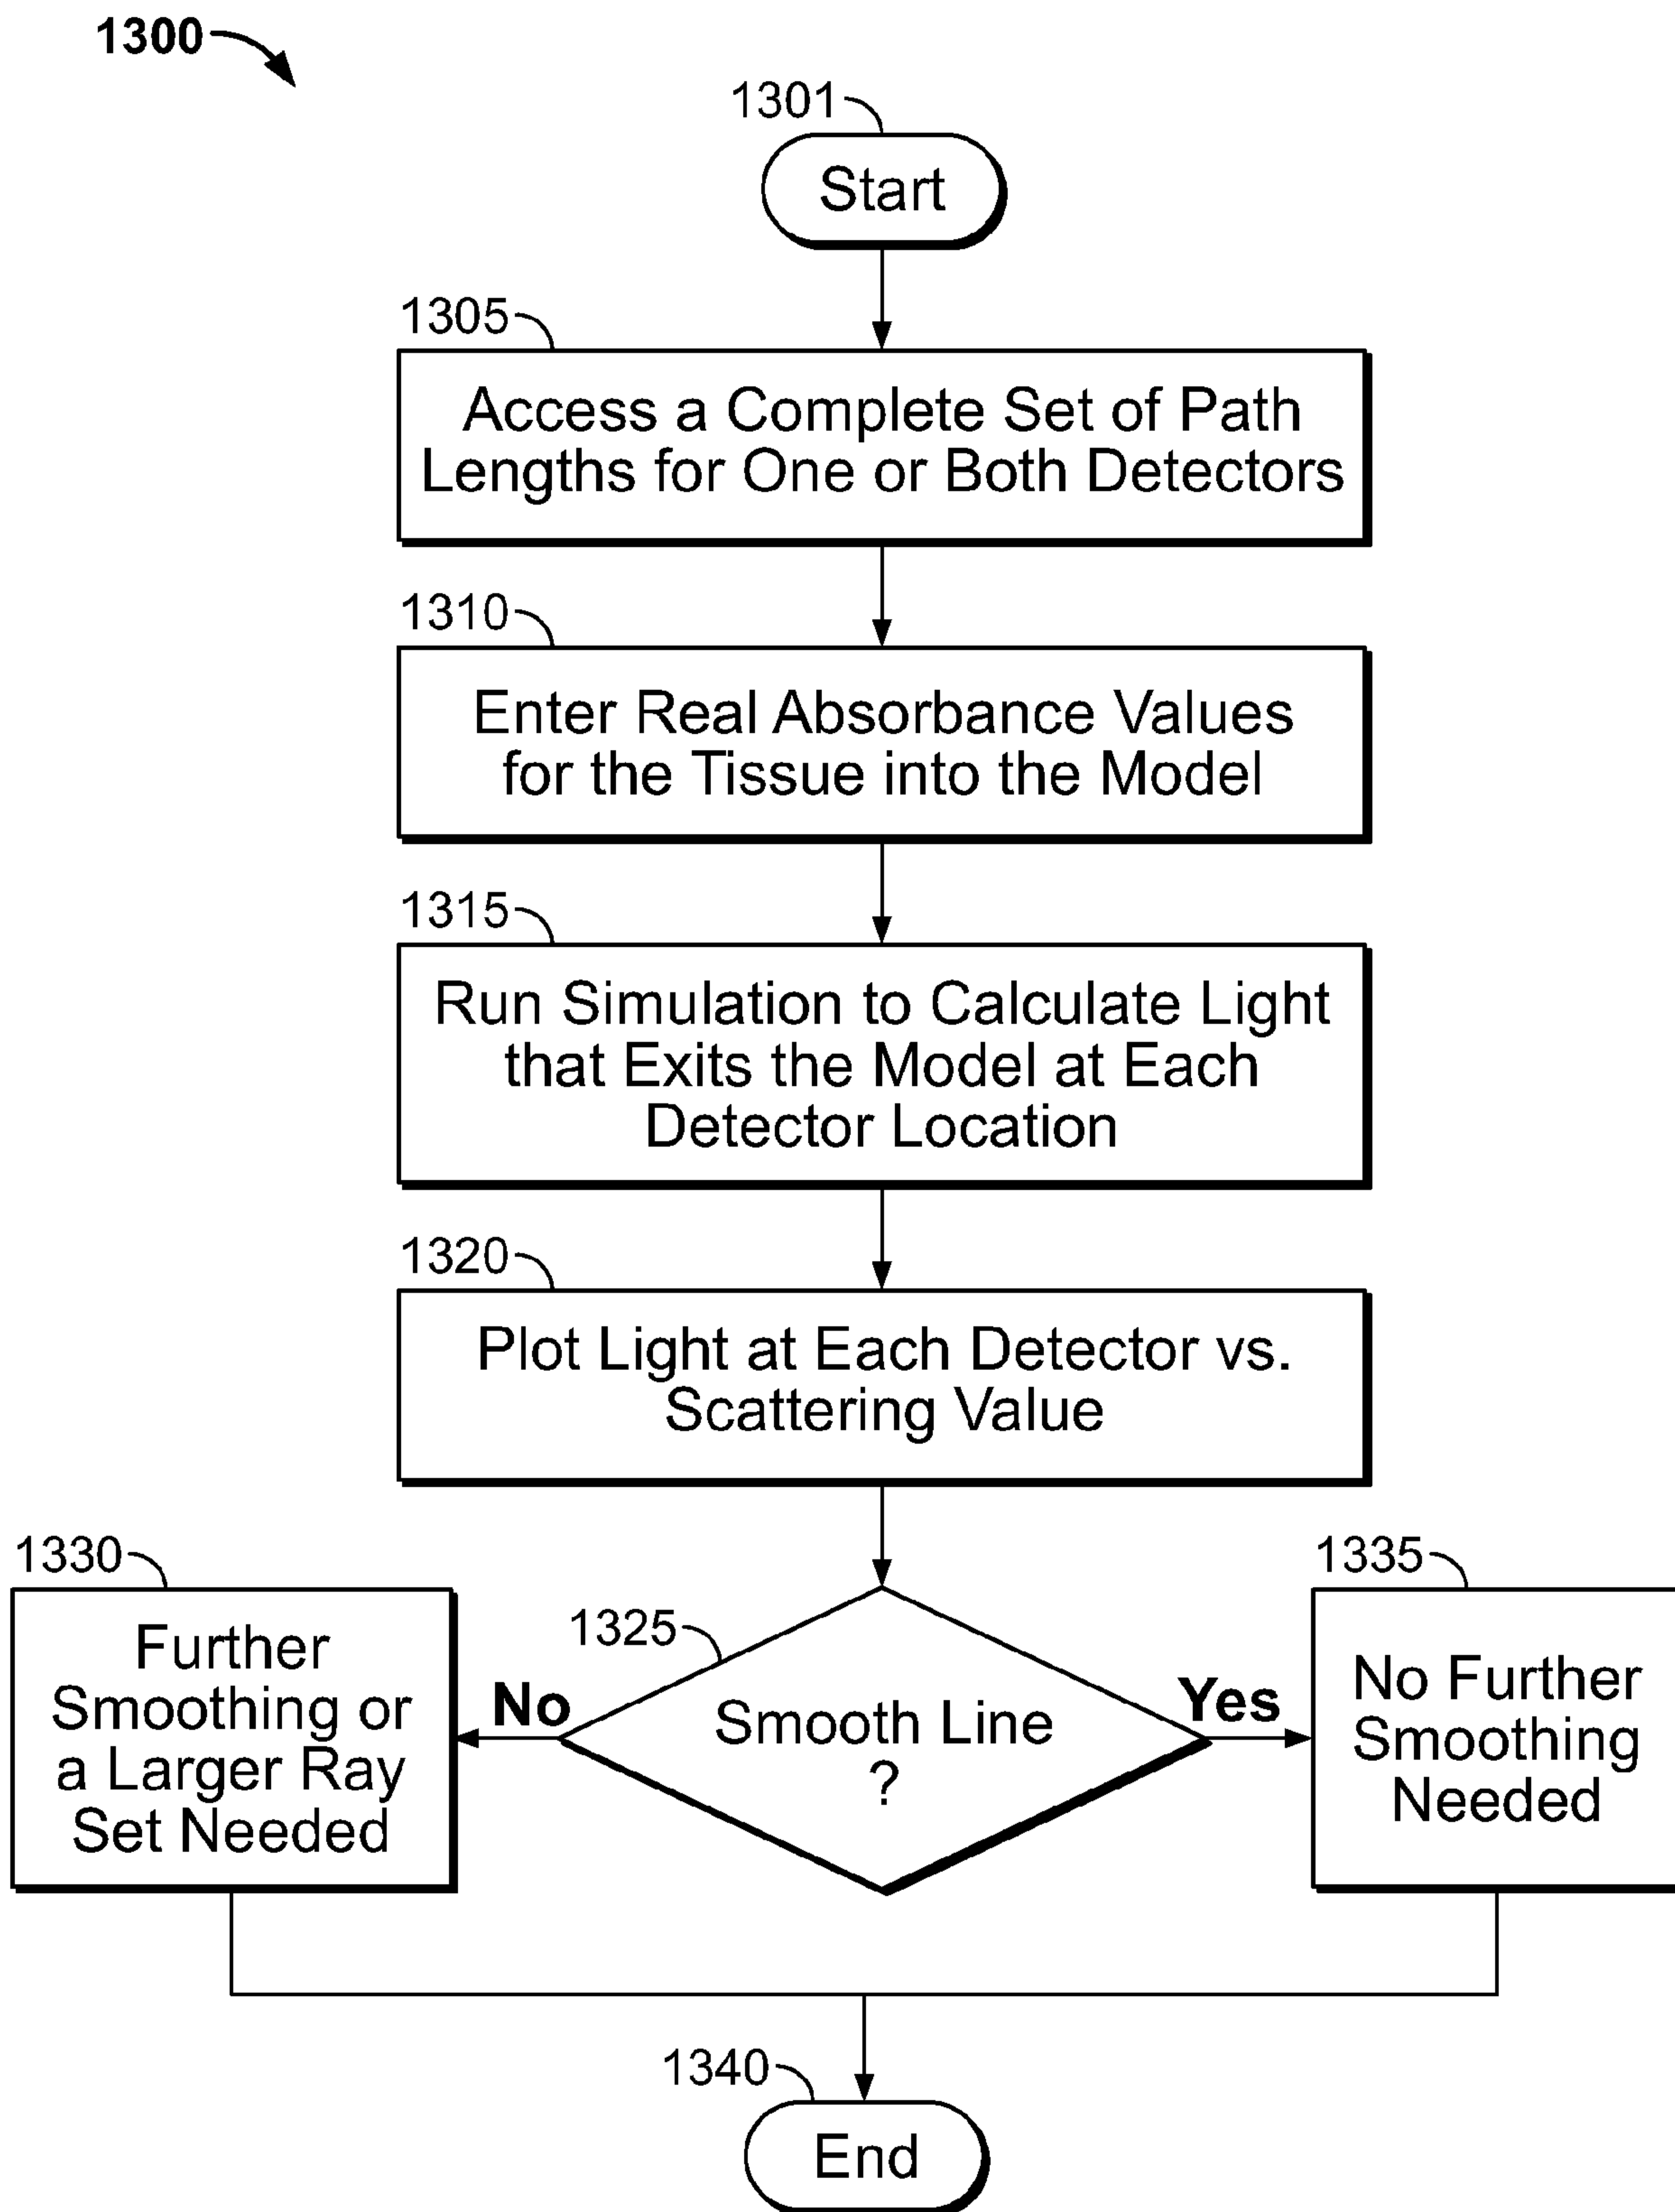 1300
1301
Start
1305
Access a Complete Set of Path
Lengths for One or Both Detectors
1310
Enter Real Absorbance Values
for the Tissue into the Model
1315
Run Simulation to Calculate Light
that Exits the Model at Each
Detector Location
1320
Plot Light at Each Detector vs.
Scattering Value
1330
Further
Smoothing or
a Larger Ray
Set Needed
No
1325
Smooth Line
?
Yes
1335
No Further
Smoothing
Needed
1340
End